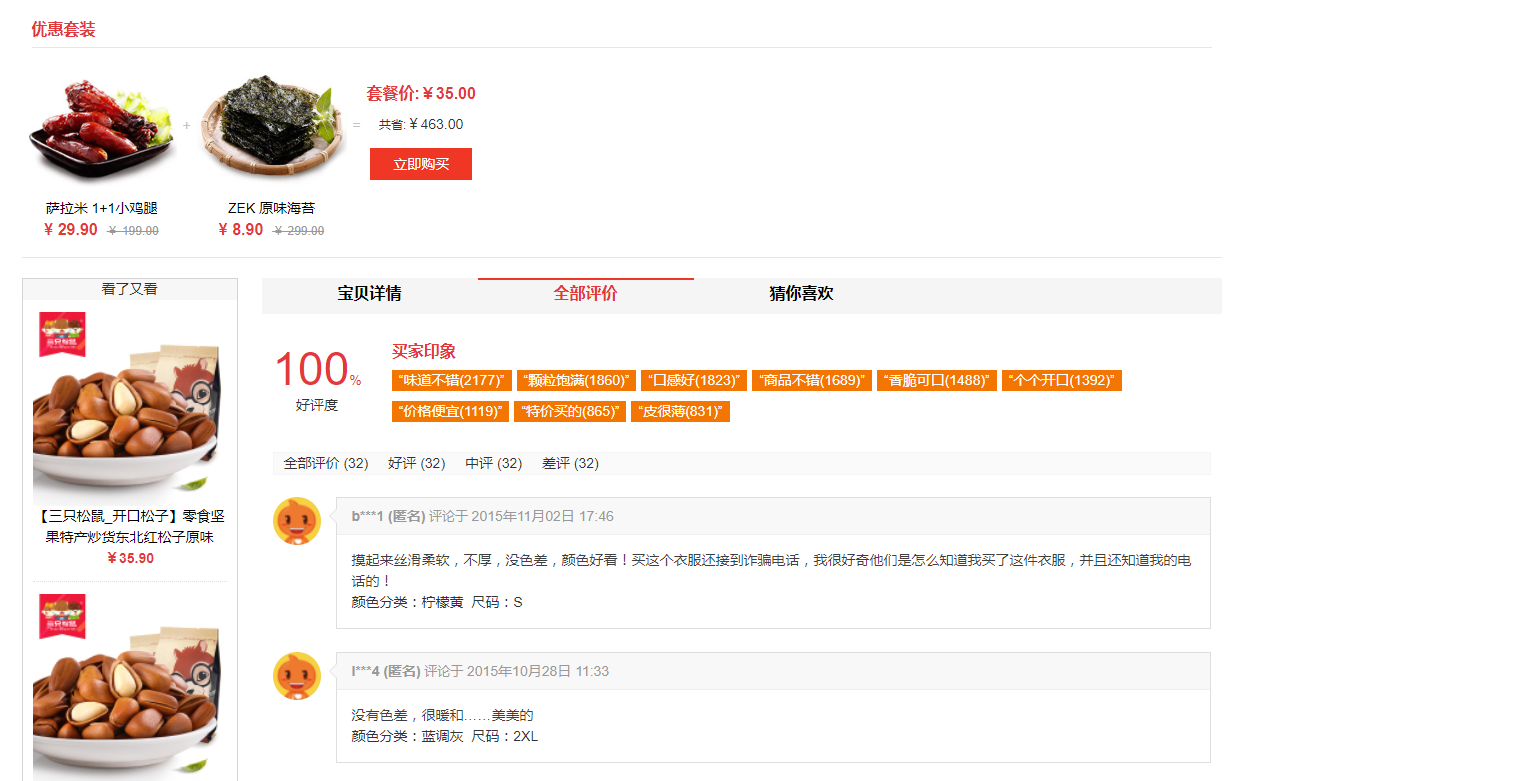 优惠套装
+
=
套餐价:￥35.00
共省:￥463.00
立即购买
萨拉米 1+1小鸡腿
¥ 29.90 ¥ 199.00
ZEK 原味海苔
¥ 8.90 ¥ 299.00
看了又看
三只松鼠
【三只松鼠_开口松子】零食坚
果特产炒货东北红松子原味
￥35.90
三只松鼠
宝贝详情 全部评价 猜你喜欢
100%
好评度
买家印象
“味道不错(2177)” “颗粒饱满(1860)” “口感好(1823)” “商品不错(1689)” “香脆可口(1488)” “个个开口(1392)”
“价格便宜(1119)” “特价买的(865)” “皮很薄(831)”
全部评价 (32) 好评 (32) 中评 (32) 差评 (32)
b***1 (匿名) 评论于 2015年11月02日 17:46
摸起来丝滑柔软，不厚，没色差，颜色好看！买这个衣服还接到诈骗电话，我很好奇他们是怎么知道我买了这件衣服，并且还知道我的电
话的！
颜色分类：柠檬黄 尺码：S
l***4 (匿名) 评论于 2015年10月28日 11:33
没有色差，很暖和……美美的
颜色分类：蓝调灰 尺码：2XL